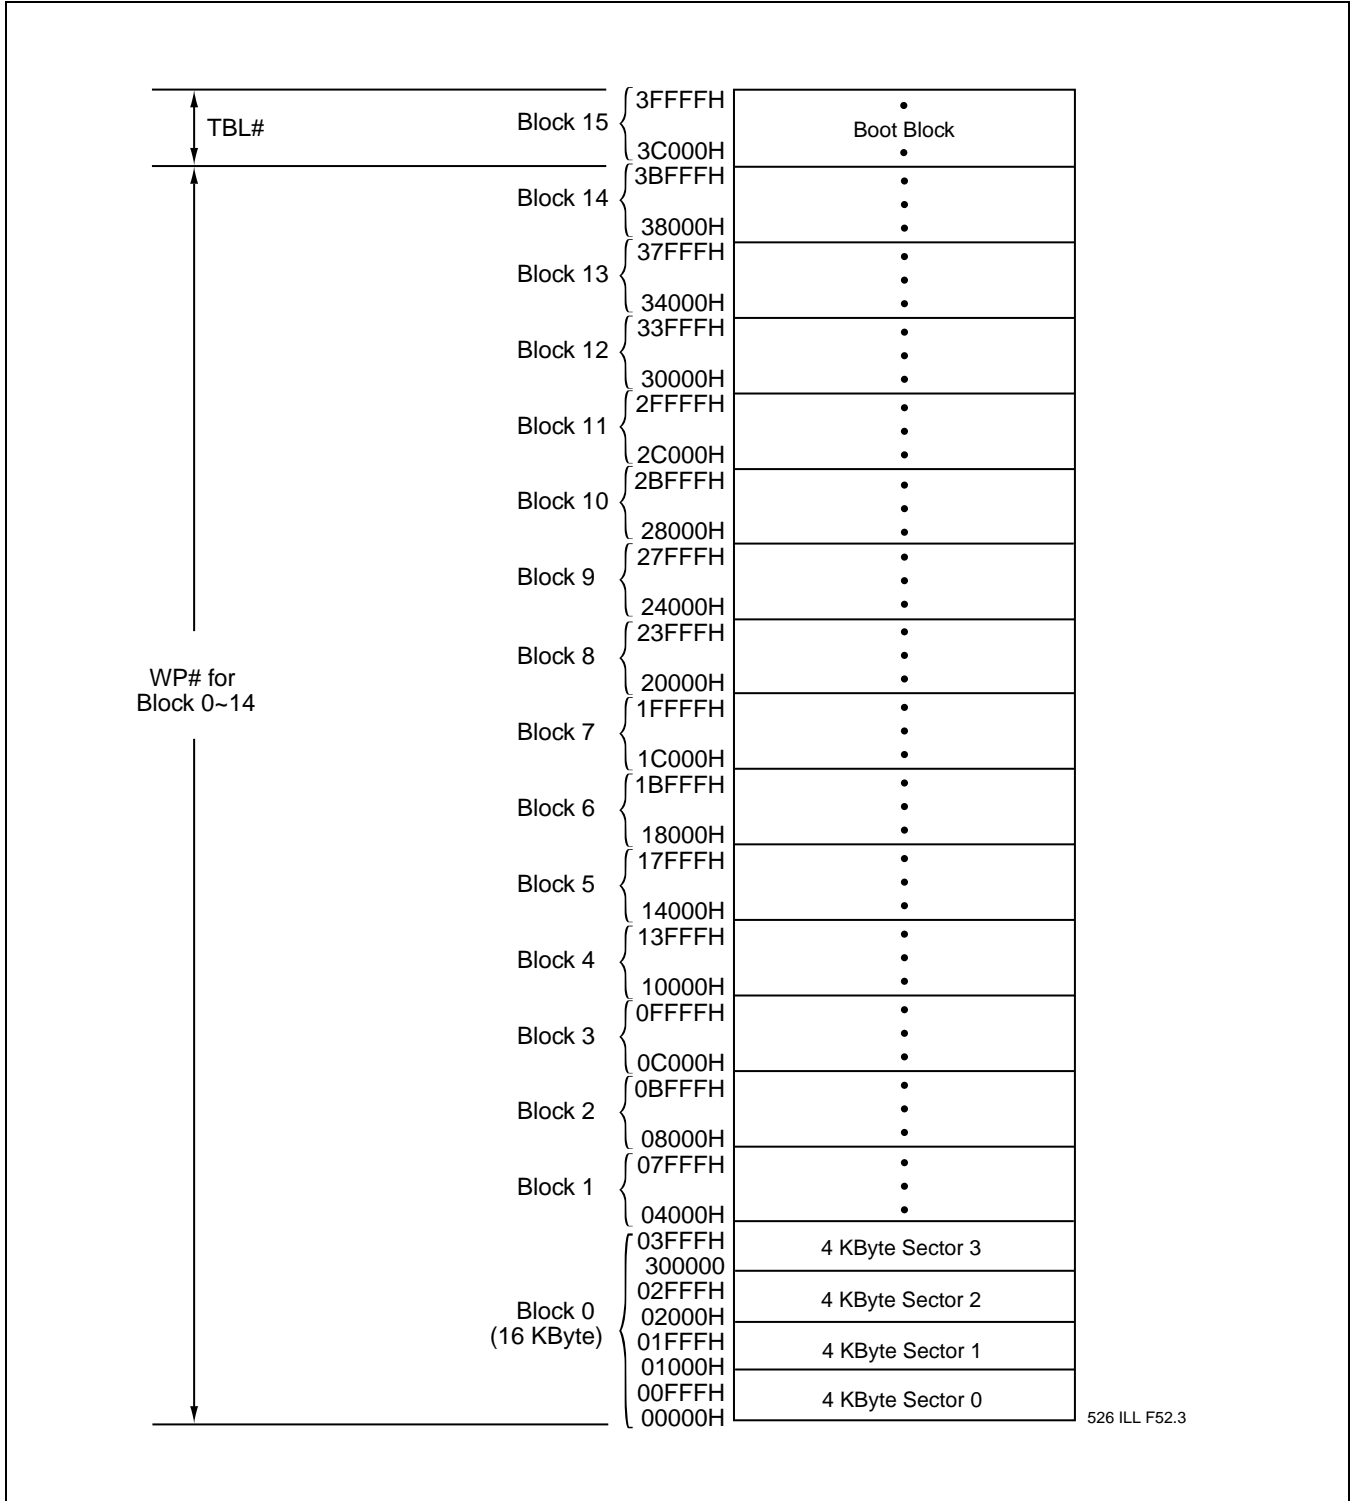 3FFFFH
TBL#
Block 15
Boot Block
3C000H
3BFFFH
Block 14
38000H
37FFFH
Block 13
34000H
33FFFH
Block 12
30000H
2FFFFH
Block 11
2C000H
2BFFFH
Block 10
28000H
27FFFH
Block 9
24000H
23FFFH
Block 8
20000H
WP# for
Block 0~14
1FFFFH
Block 7
1C000H
1BFFFH
Block 6
18000H
17FFFH
Block 5
14000H
13FFFH
Block 4
10000H
0FFFFH
Block 3
0C000H
0BFFFH
Block 2
08000H
07FFFH
Block 1
04000H
03FFFH
4 KByte Sector 3
300000
02FFFH
4 KByte Sector 2
Block 0
(16 KByte)
02000H
01FFFH
4 KByte Sector 1
01000H
00FFFH
4 KByte Sector 0
00000H
526 ILL F52.3